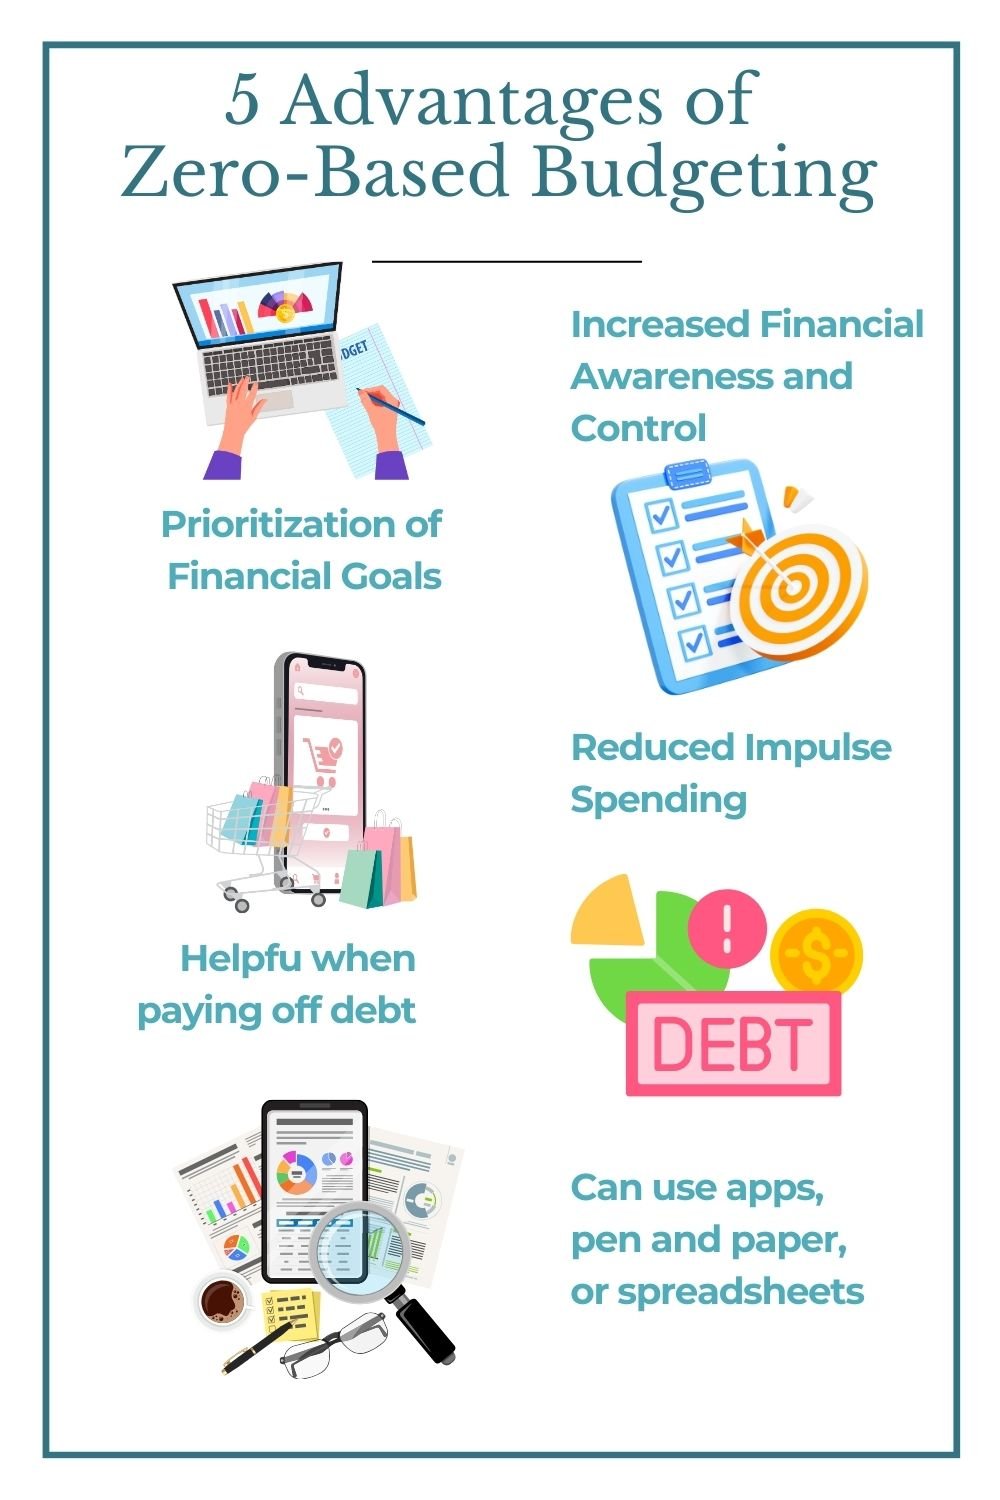 5 Advantages of
Zero-Based Budgeting
Increased Financial
Awareness and
Control
Prioritization of
Financial Goals
Reduced Impulse
Spending
Helpfu when
paying off debt
DEBT
Can use apps,
pen and paper,
or spreadsheets